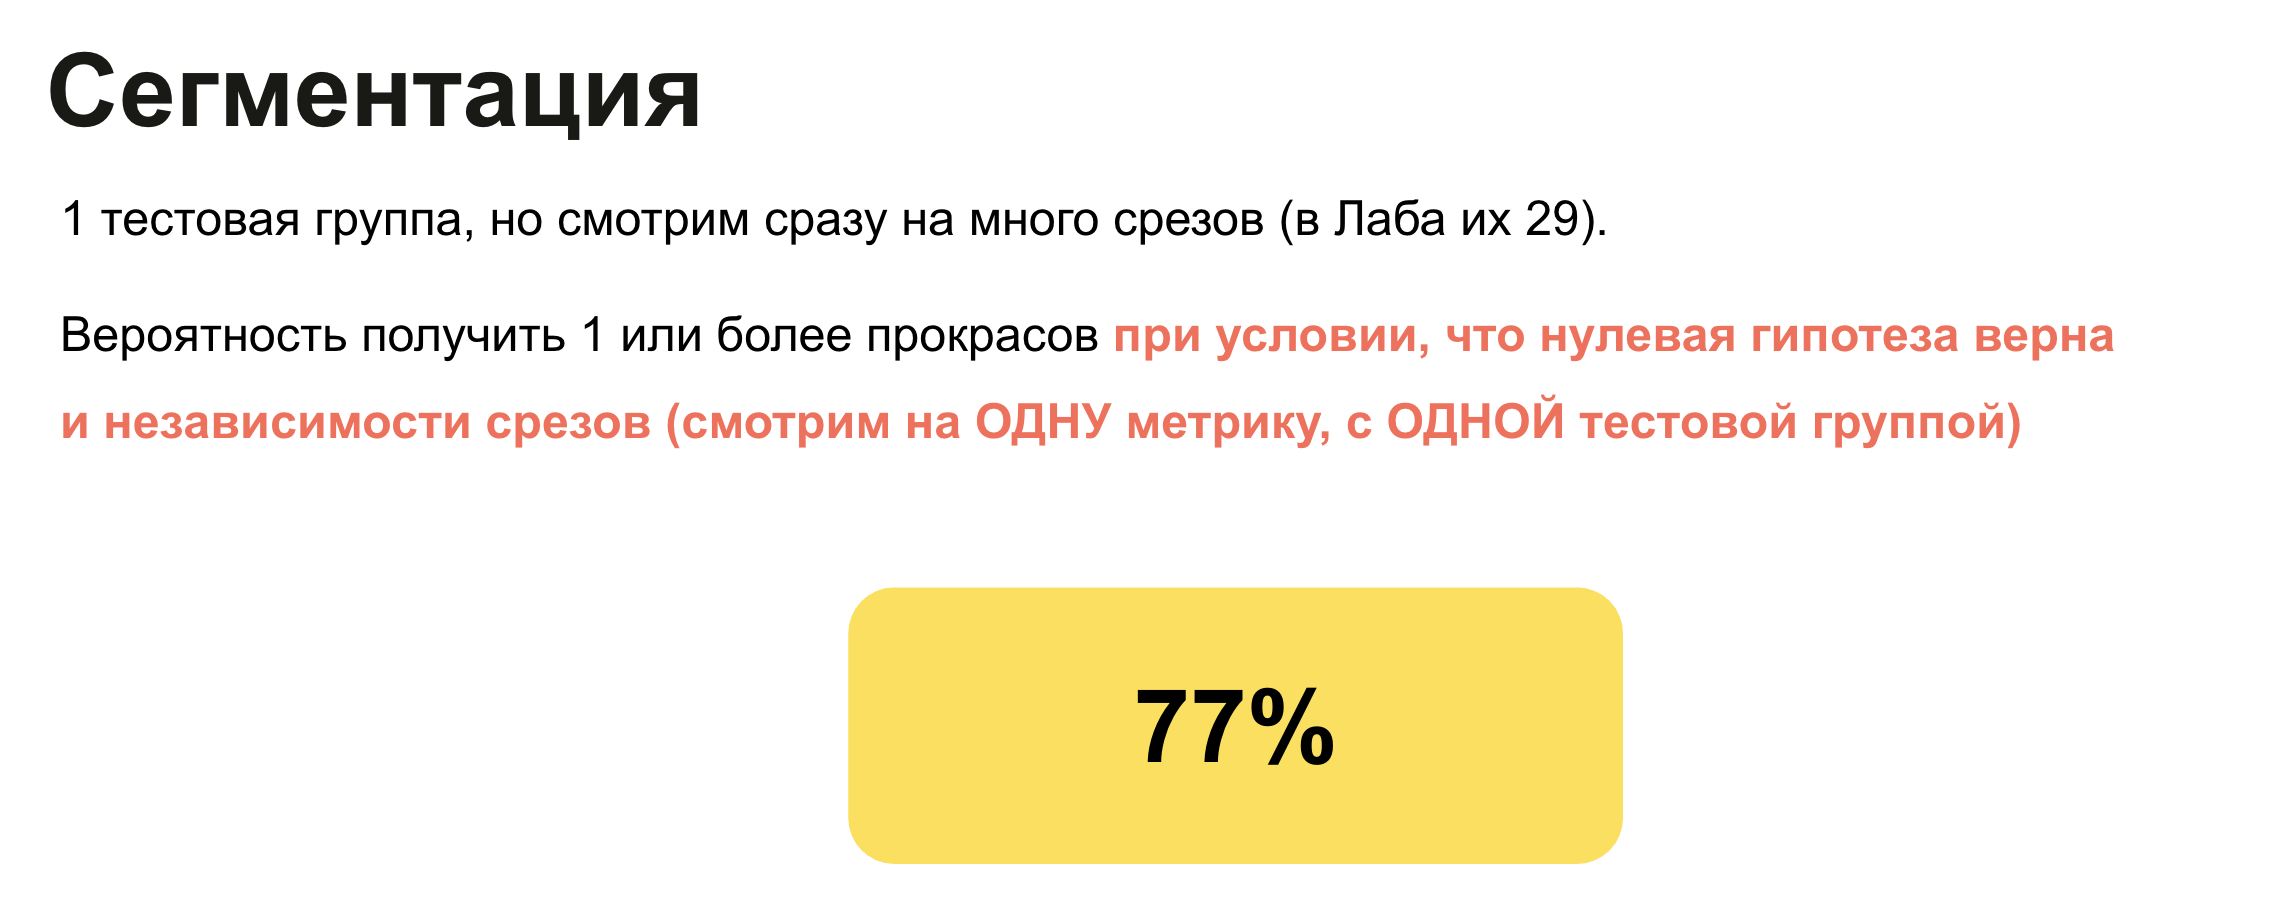 Сегментация
1 тестовая группа, но смотрим сразу на много срезов (в Лаба их 29).
Вероятность получить 1 или более прокрасов при условии, что нулевая гипотеза верна
и независимости срезов (смотрим на ОДНУ метрику, с ОДНОЙ тестовой группой)
77%